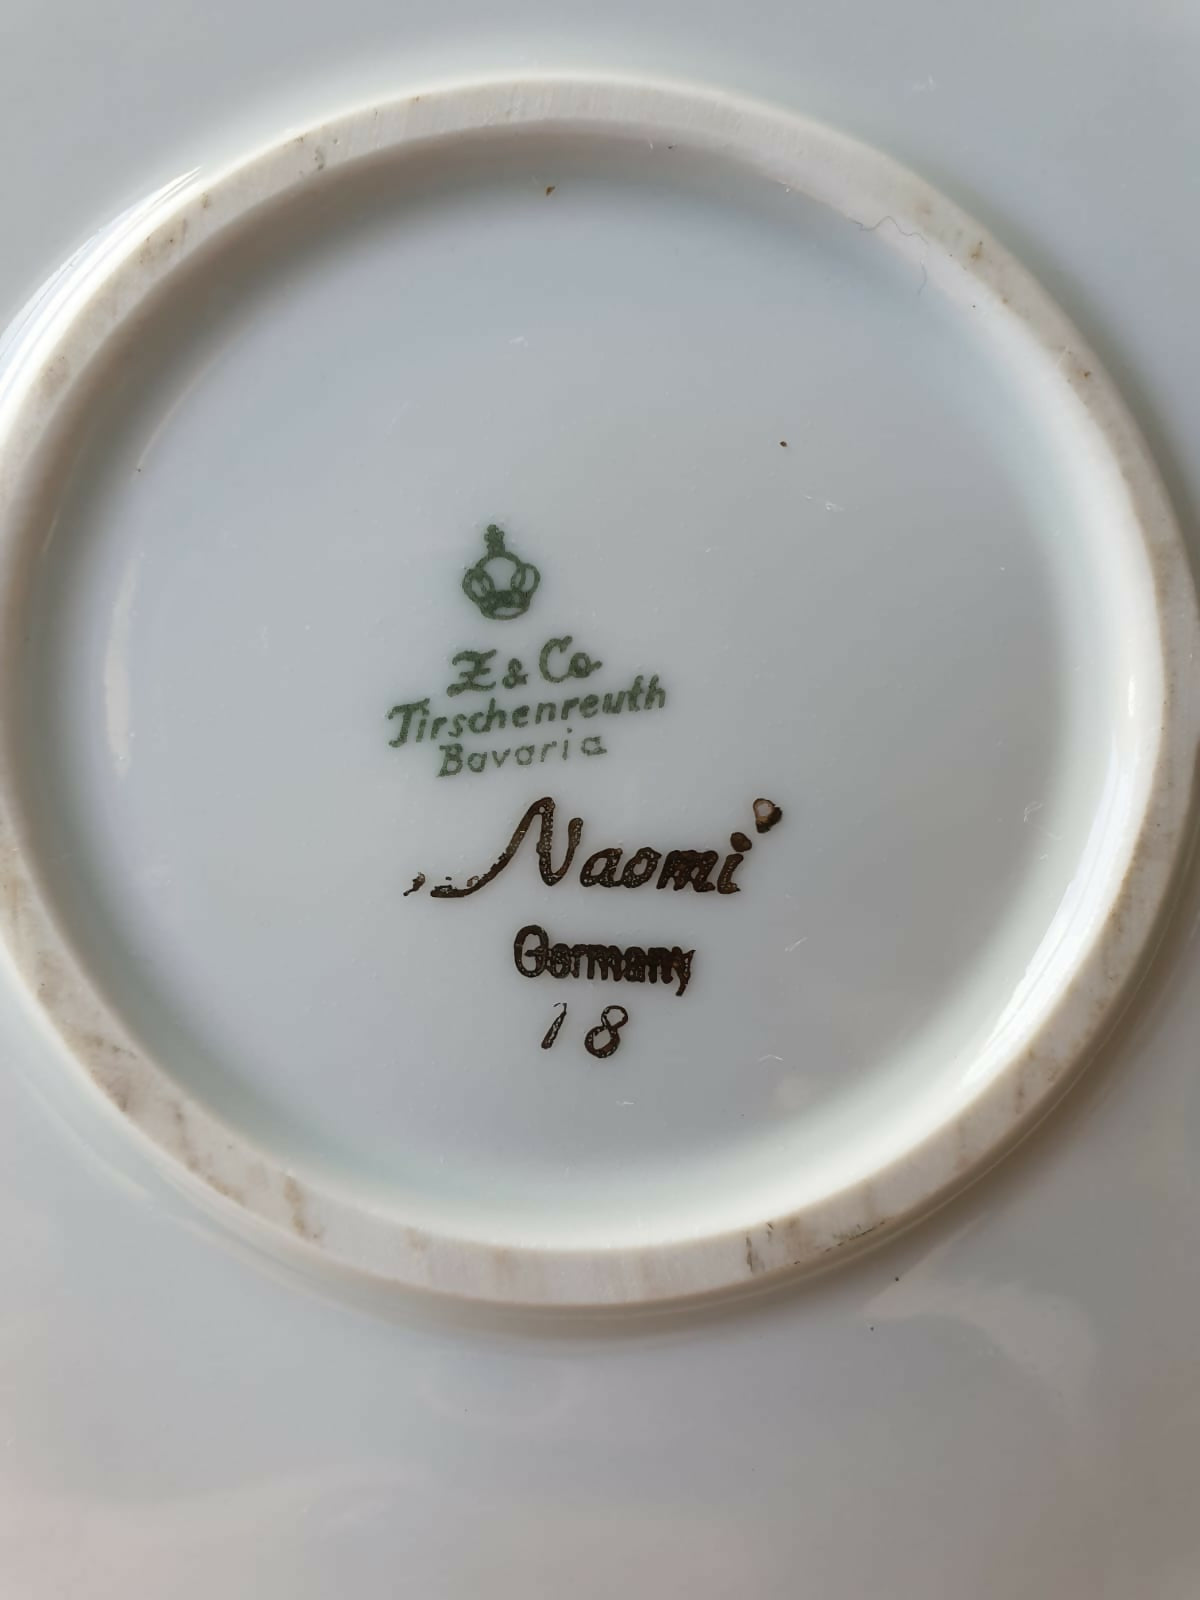 Z & Co
Tirschenreuth
Bavaria
"Naomi"
Germany
18